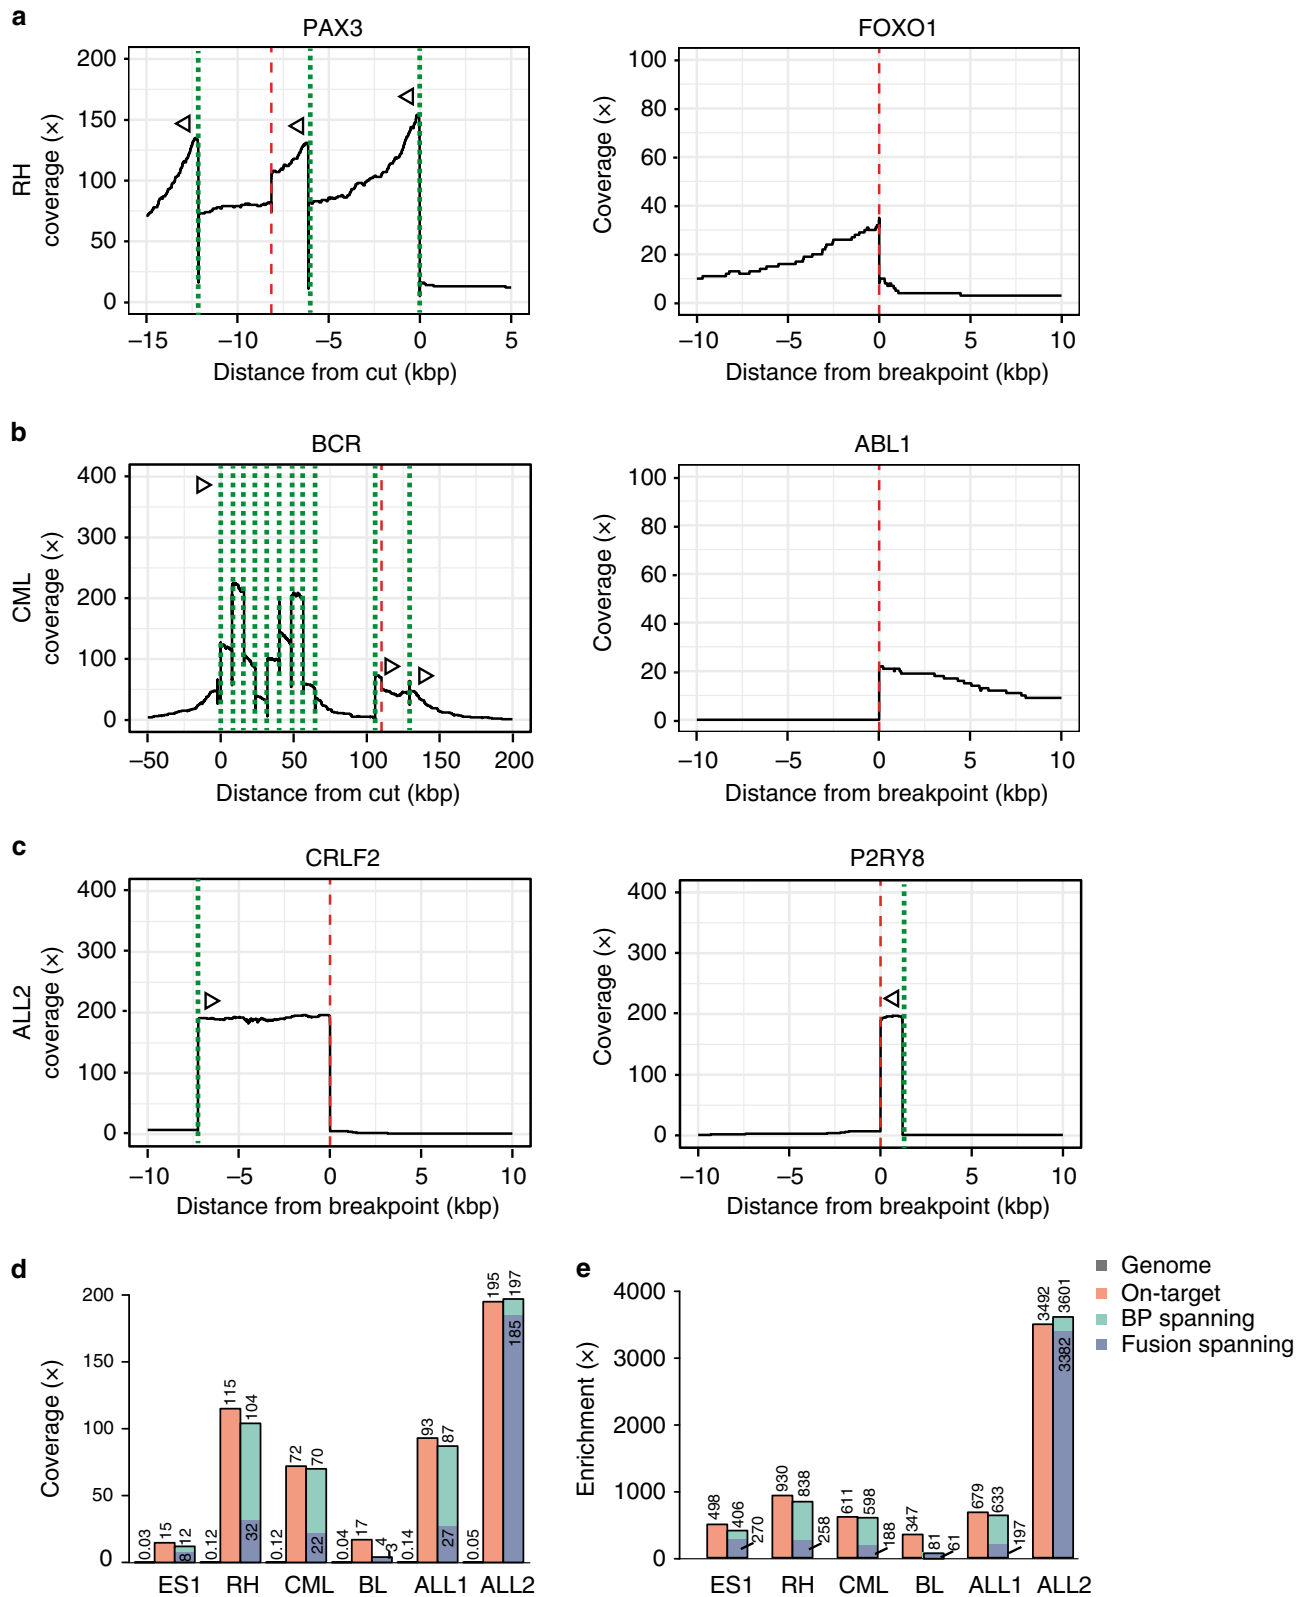 a
PAX3
FOXO1
RH
coverage (×)
200
150
100
50
0
−15
−10
−5
0
5
Distance from cut (kbp)
Coverage (×)
100
80
60
40
20
0
−10
−5
0
5
10
Distance from breakpoint (kbp)
b
BCR
ABL1
CML
coverage (×)
400
300
200
100
0
−50
0
50
100
150
200
Distance from cut (kbp)
Coverage (×)
100
80
60
40
20
0
−10
−5
0
5
10
Distance from breakpoint (kbp)
c
CRLF2
P2RY8
ALL2
coverage (×)
400
300
200
100
0
−10
−5
0
5
10
Distance from breakpoint (kbp)
Coverage (×)
400
300
200
100
0
−10
−5
0
5
10
Distance from breakpoint (kbp)
d
Coverage (×)
200
150
100
50
0
0.03
15
12
8
0.12
115
104
32
0.12
72
70
22
0.04
17
4
3
0.14
93
87
27
0.05
195
197
185
ES1
RH
CML
BL
ALL1
ALL2
e
Enrichment (×)
4000
3000
2000
1000
0
498
406
270
930
838
258
611
598
188
347
81
61
679
633
197
3492
3601
3382
ES1
RH
CML
BL
ALL1
ALL2
Genome
On-target
BP spanning
Fusion spanning